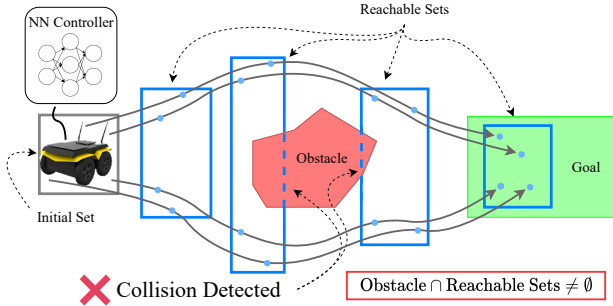 Reachable Sets
NN Controller
Obstacle
Goal
Initial Set
Collision Detected
Obstacle ∩ Reachable Sets ≠ ∅